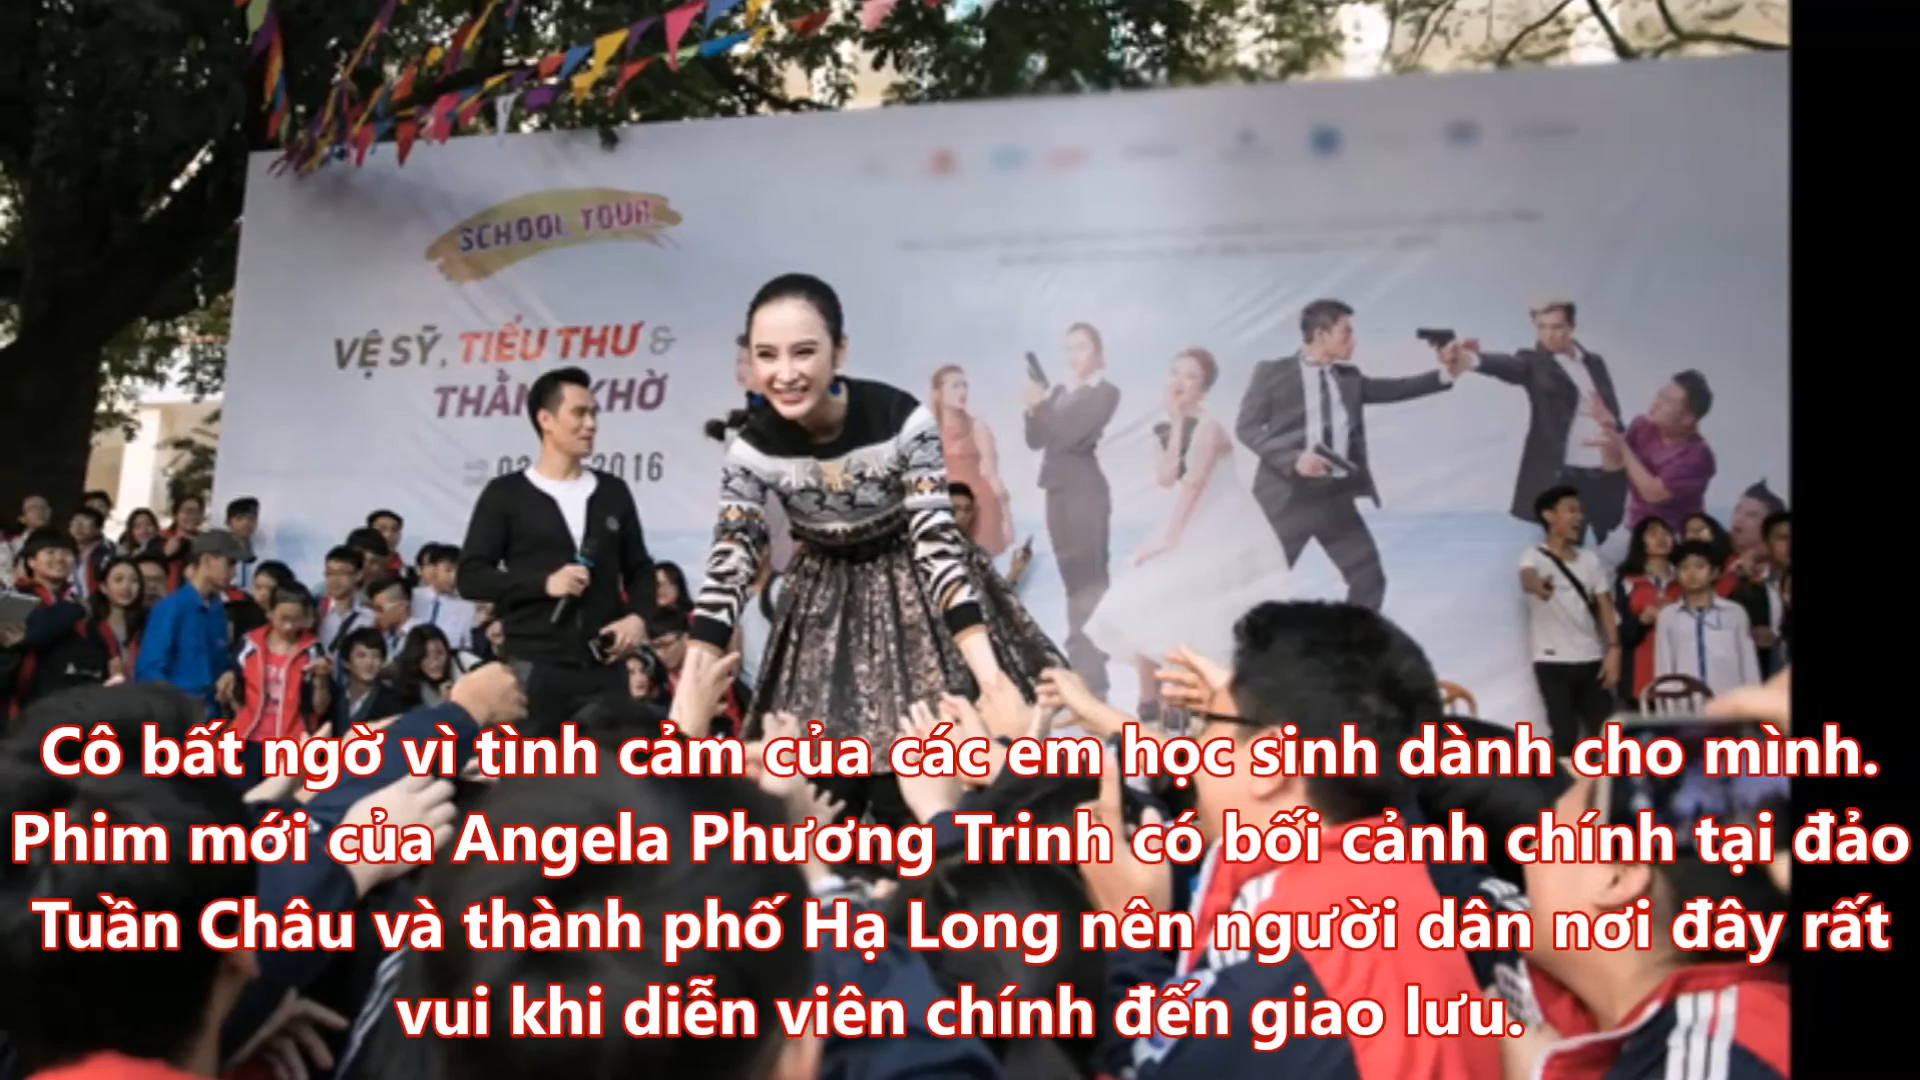 SCHOOL TOUR
VỆ SỸ, TIỂU THƯ &
KHỜ
2016
Cô bất ngờ vì tình cảm của các em học sinh dành cho mình.
Phim mới của Angela Phương Trinh có bối cảnh chính tại đảo
Tuần Châu và thành phố Hạ Long nên người dân nơi đây rất
vui khi diễn viên chính đến giao lưu.